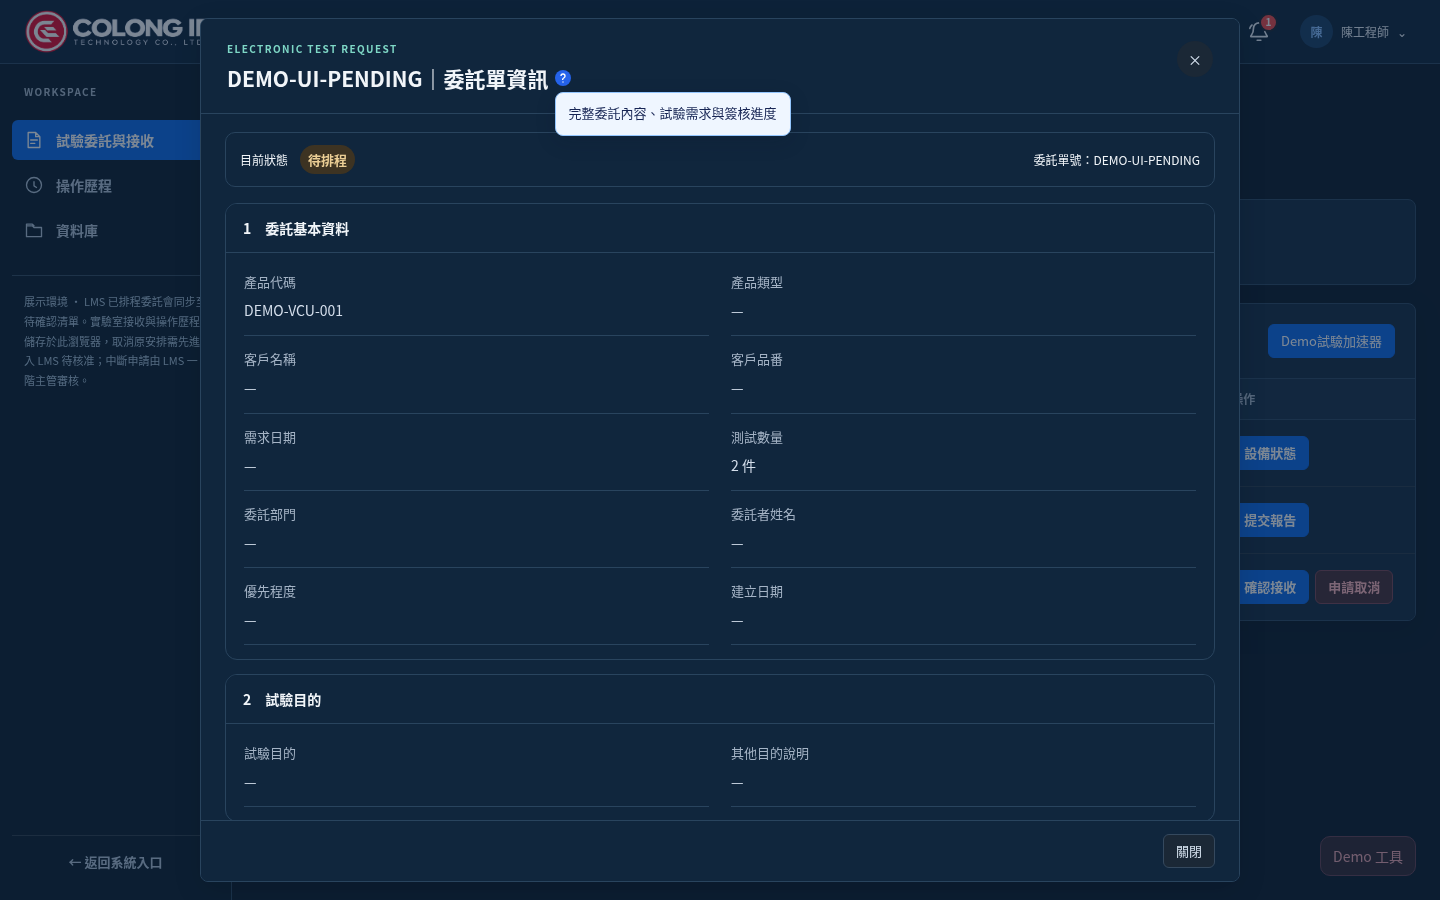 COLONG
TECHNOLOGY CO., LTD
1
陳
陳工程師
WORKSPACE
試驗委託與接收
操作歷程
資料庫
展示環境 · LMS 已排程委託會同步
待確認清單。實驗室接收與操作歷程
儲存於此瀏覽器,取消原安排需先進
入 LMS 待核准;中斷申請由 LMS 一
階主管審核。
← 返回系統入口
ELECTRONIC TEST REQUEST
DEMO-UI-PENDING|委託單資訊 ?
完整委託內容、試驗需求與簽核進度
×
目前狀態
待排程
委託單號:DEMO-UI-PENDING
1 委託基本資料
產品代碼
DEMO-VCU-001
產品類型
—
客戶名稱
—
客戶品番
—
需求日期
—
測試數量
2 件
委託部門
—
委託者姓名
—
優先程度
—
建立日期
—
2 試驗目的
試驗目的
—
其他目的說明
—
關閉
Demo試驗加速器
作
設備狀態
提交報告
確認接收
申請取消
Demo 工具